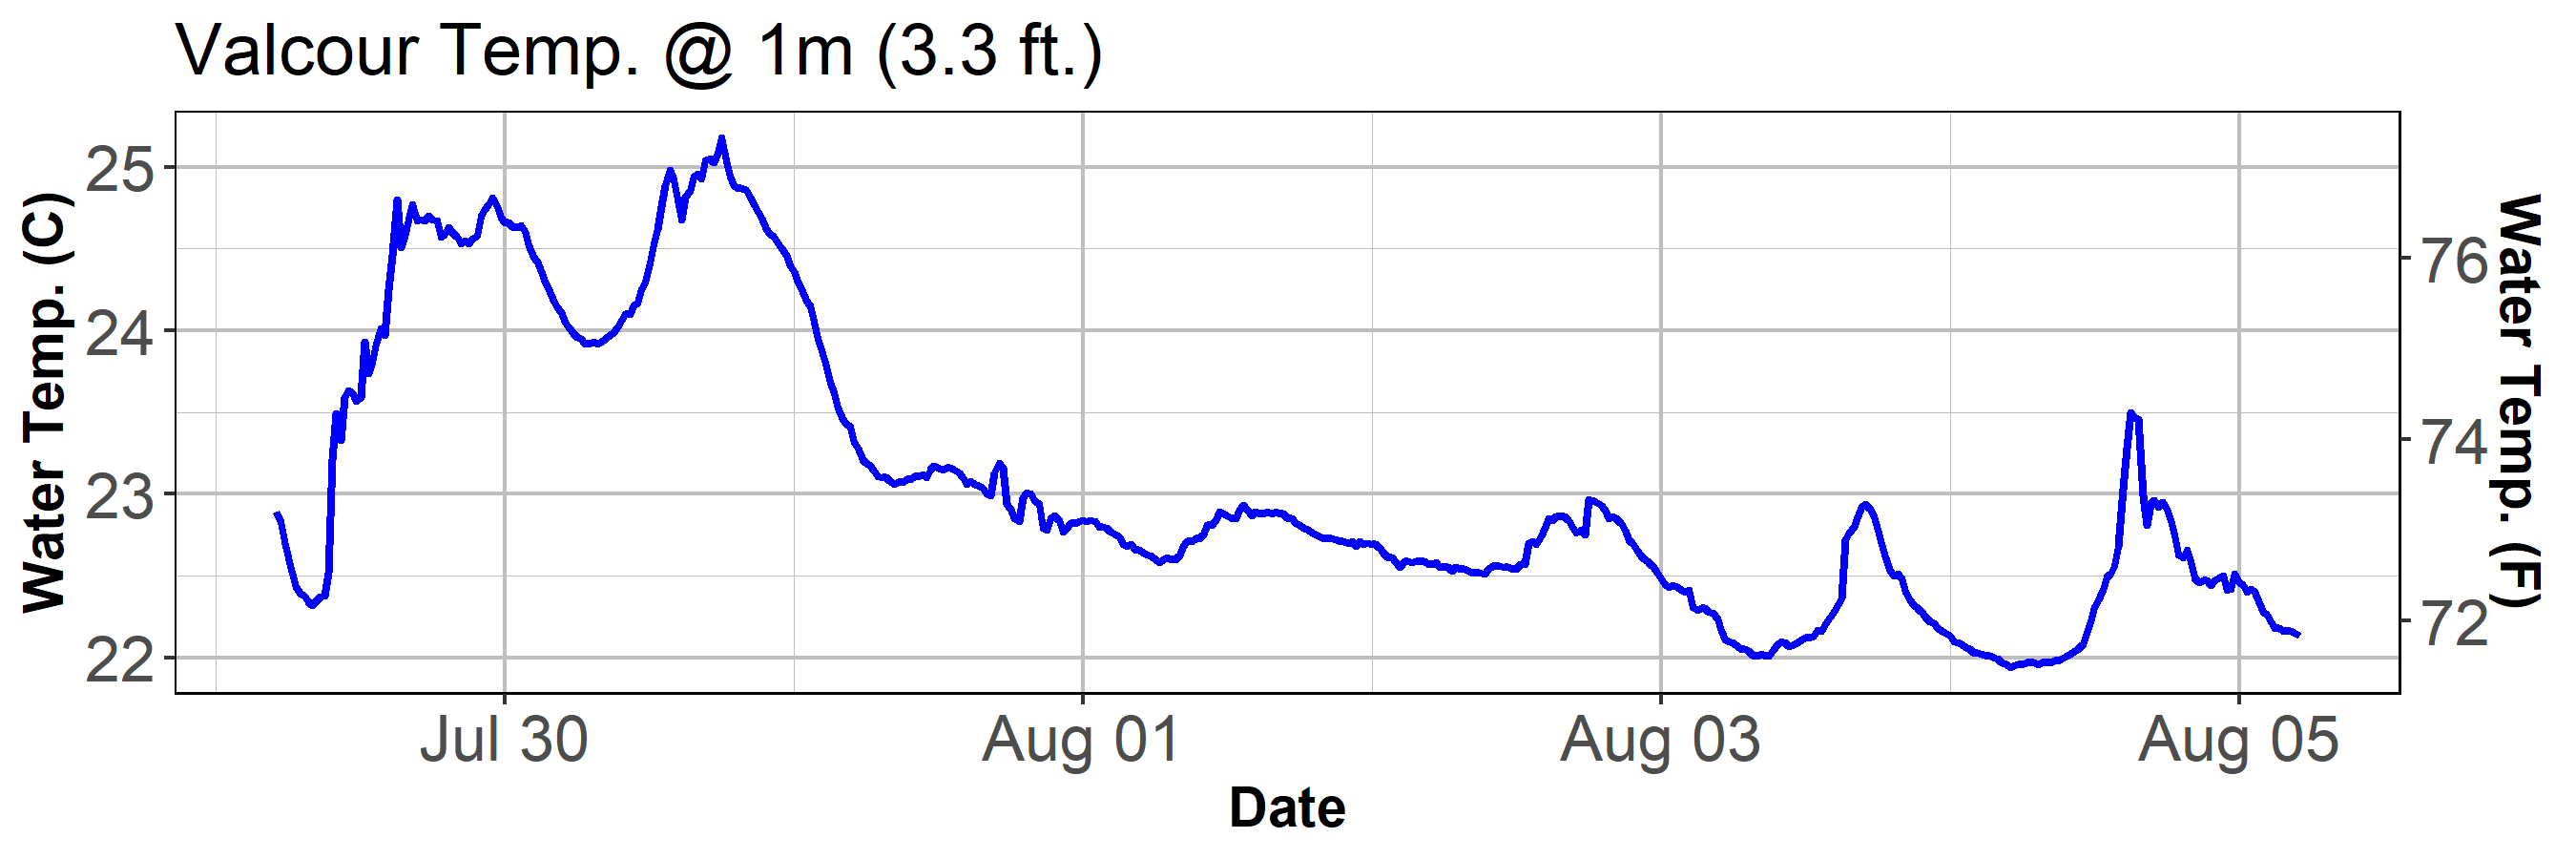 Valcour Temp. @ 1m (3.3 ft.)
Water Temp. (C)
25
24
23
22
76
74
72
Water Temp. (F)
Jul 30
Aug 01
Aug 03
Aug 05
Date